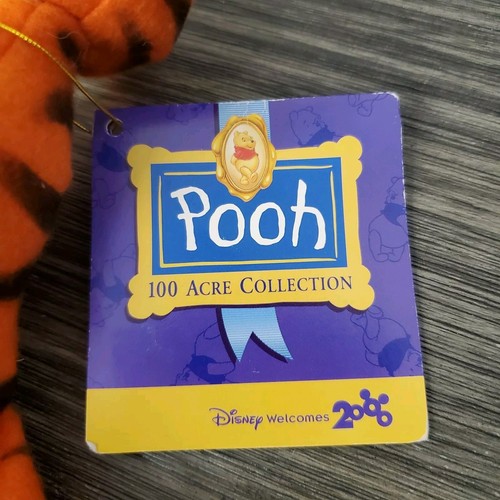 Pooh
100 ACRE COLLECTION
Disney Welcomes 2000